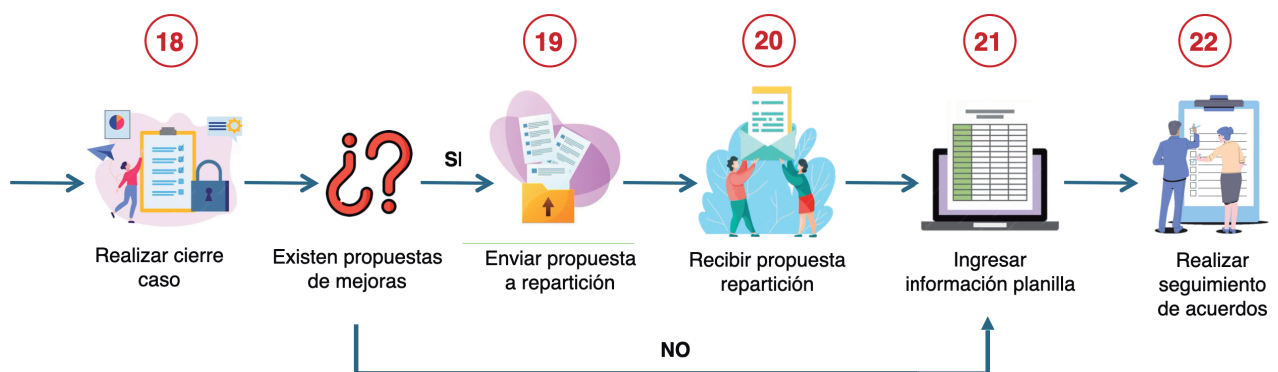 18
19
20
21
22
SI
Realizar cierre
caso
Existen propuestas
de mejoras
Enviar propuesta
a repartición
Recibir propuesta
repartición
Ingresar
información planilla
Realizar
seguimiento
de acuerdos
NO